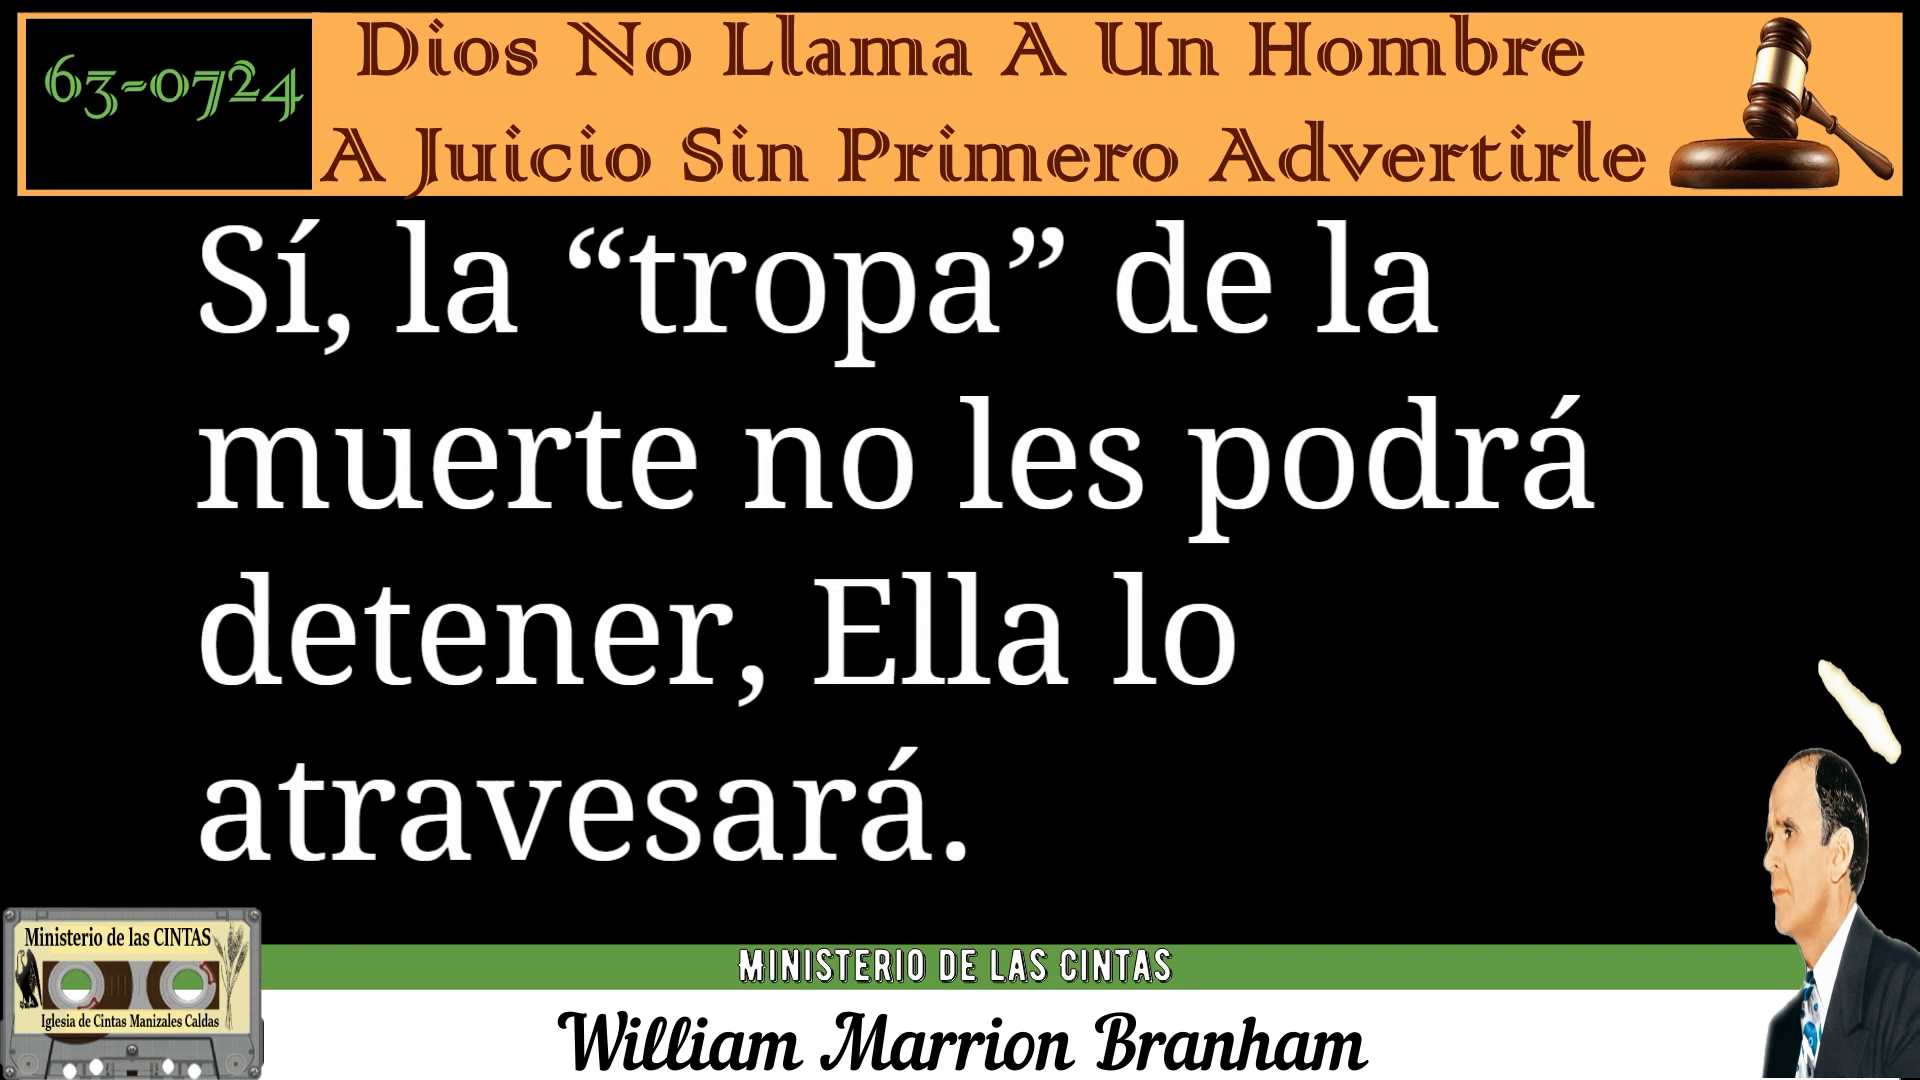 63-0724
Dios No Llama A Un Hombre
A Juicio Sin Primero Advertirle
Sí, la “tropa” de la
muerte no les podrá
detener, Ella lo
atravesará.
Ministerio de las CINTAS
Iglesia de Cintas Manizales Caldas
MINISTERIO DE LAS CINTAS
William Marrion Branham